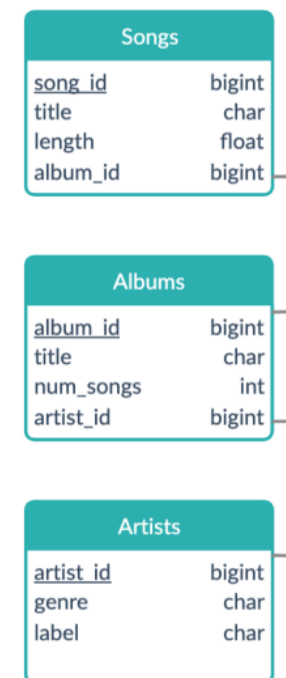 Songs
song_id bigint
title char
length float
album_id bigint
Albums
album_id bigint
title char
num_songs int
artist_id bigint
Artists
artist_id bigint
genre char
label char